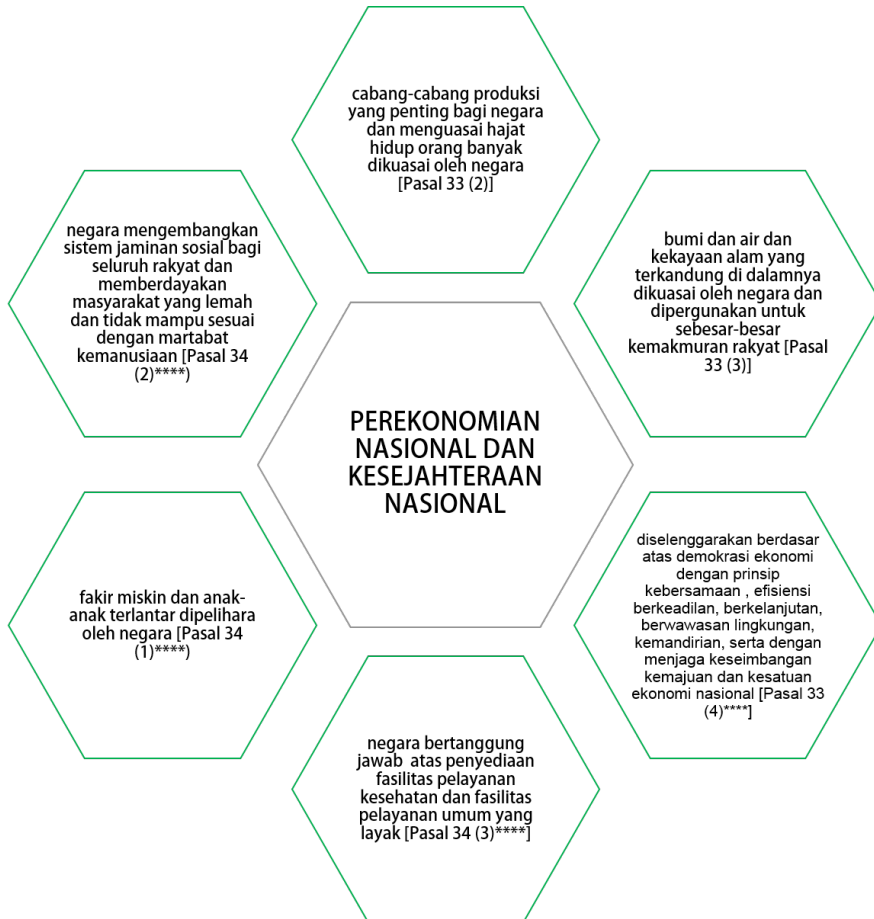 cabang-cabang produksi
yang penting bagi negara
dan menguasai hajat
hidup orang banyak
dikuasai oleh negara
[Pasal 33 (2)]
negara mengembangkan
sistem jaminan sosial bagi
seluruh rakyat dan
memberdayakan
masyarakat yang lemah
dan tidak mampu sesuai
dengan martabat
kemanusiaan [Pasal 34
(2)****)
bumi dan air dan
kekayaan alam yang
terkandung di dalamnya
dikuasai oleh negara dan
dipergunakan untuk
sebesar-besar
kemakmuran rakyat [Pasal
33 (3)]
PEREKONOMIAN
NASIONAL DAN
KESEJAHTERAAN
NASIONAL
fakir miskin dan anak-
anak terlantar dipelihara
oleh negara [Pasal 34
(1)****)
diselenggarakan berdasar
atas demokrasi ekonomi
dengan prinsip
kebersamaan , efisiensi
berkeadilan, berkelanjutan,
berwawasan lingkungan,
kemandirian, serta dengan
menjaga keseimbangan
kemajuan dan kesatuan
ekonomi nasional [Pasal 33
(4)****]
negara bertanggung
jawab  atas penyediaan
fasilitas pelayanan
kesehatan dan fasilitas
pelayanan umum yang
layak [Pasal 34 (3)****]